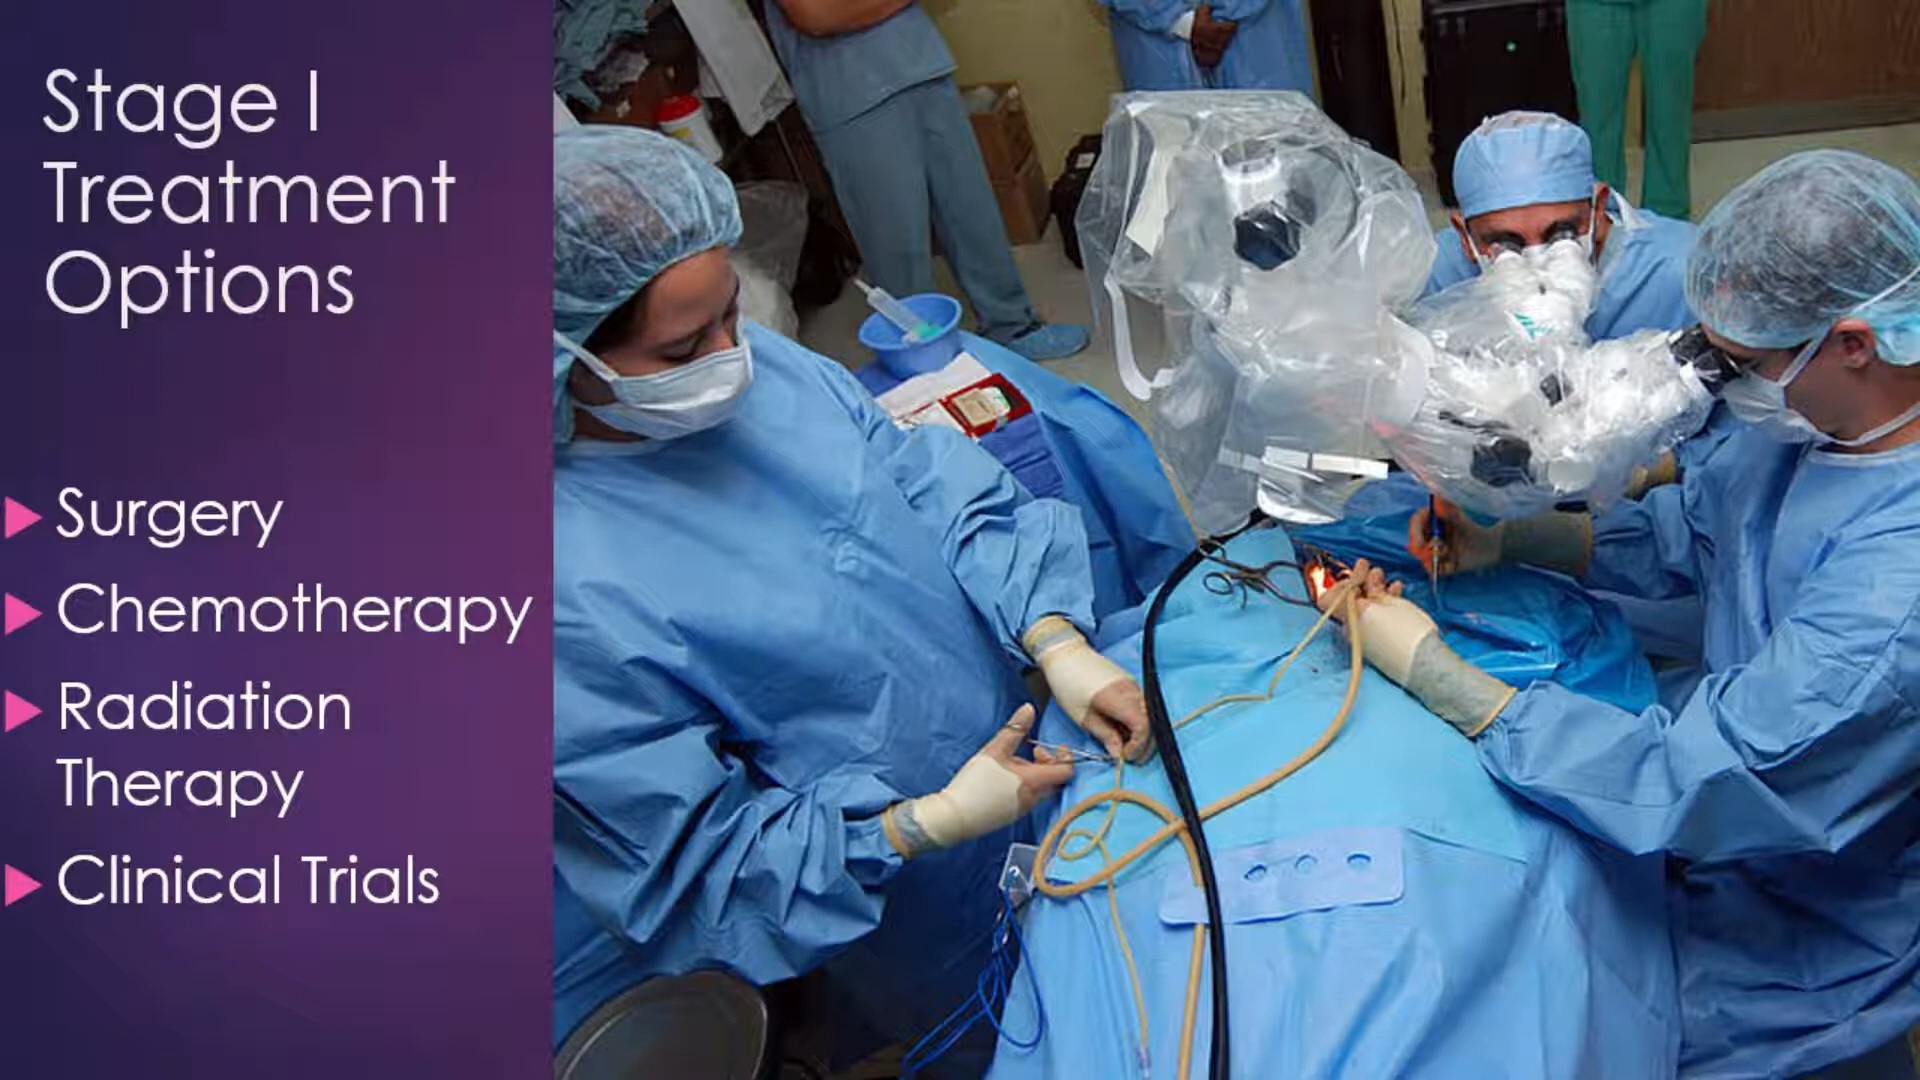 Stage I
Treatment
Options
Surgery
Chemotherapy
Radiation
Therapy
Clinical Trials